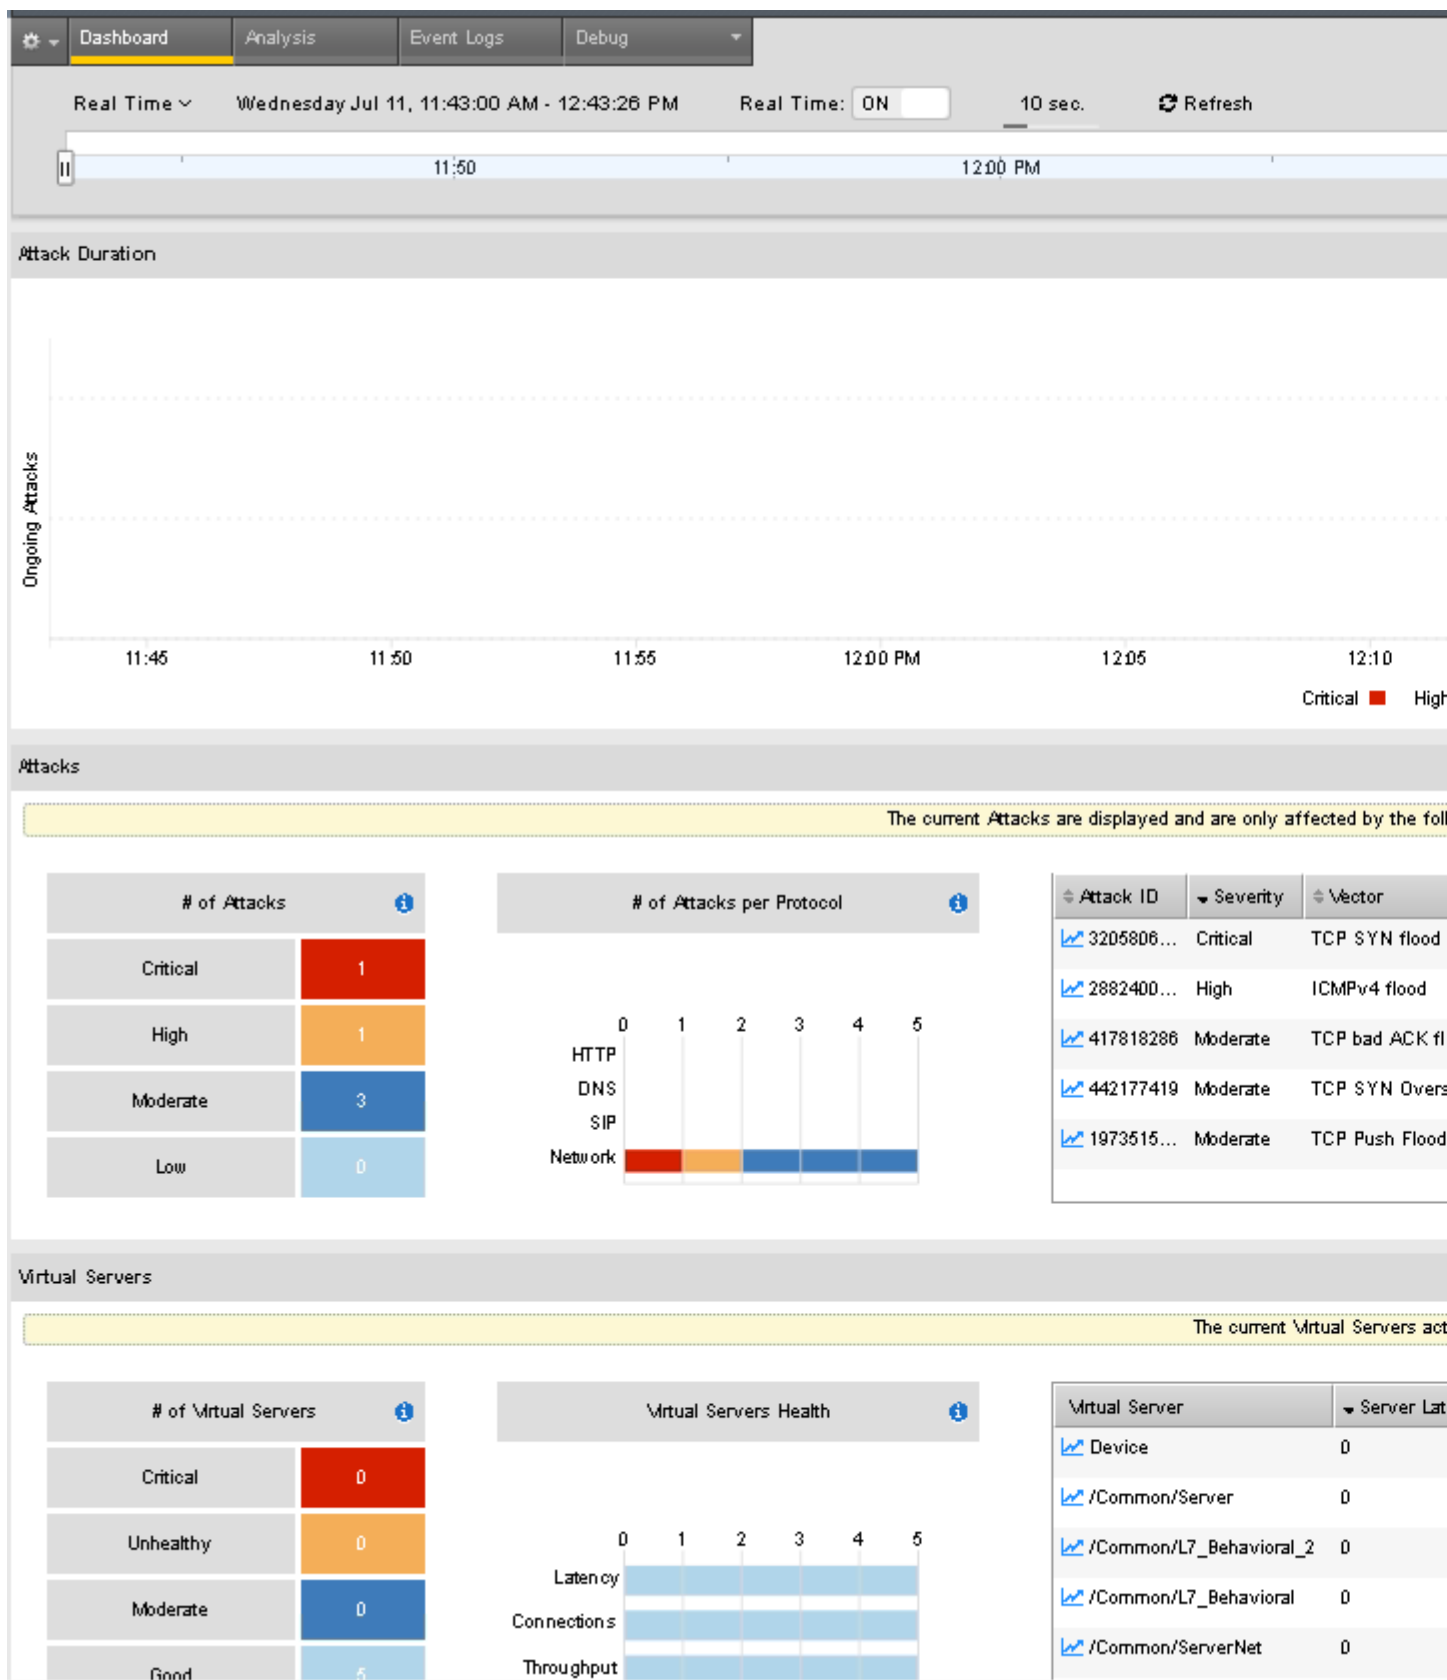 Dashboard Analysis Event Logs Debug
Real Time Wednesday Jul 11, 11:43:00 AM - 12:43:26 PM Real Time: ON 10 sec. Refresh
11:50 12:00 PM
Attack Duration
Ongoing Attacks
11:45 11:50 11:55 12:00 PM 12:05 12:10
Critical High
Attacks
The current Attacks are displayed and are only affected by the foll
# of Attacks
Critical 1
High 1
Moderate 3
Low 0
# of Attacks per Protocol
0 1 2 3 4 5
HTTP
DNS
SIP
Network
Attack ID Severity Vector
3205806... Critical TCP SYN flood
2882400... High ICMPv4 flood
417818286 Moderate TCP bad ACK fl
442177419 Moderate TCP SYN Overs
1973515... Moderate TCP Push Flood
Virtual Servers
The current Virtual Servers act
# of Virtual Servers
Critical 0
Unhealthy 0
Moderate 0
Good 5
Virtual Servers Health
0 1 2 3 4 5
Latency
Connections
Throughput
Virtual Server Server Lat
Device 0
/Common/Server 0
/Common/L7_Behavioral_2 0
/Common/L7_Behavioral 0
/Common/ServerNet 0